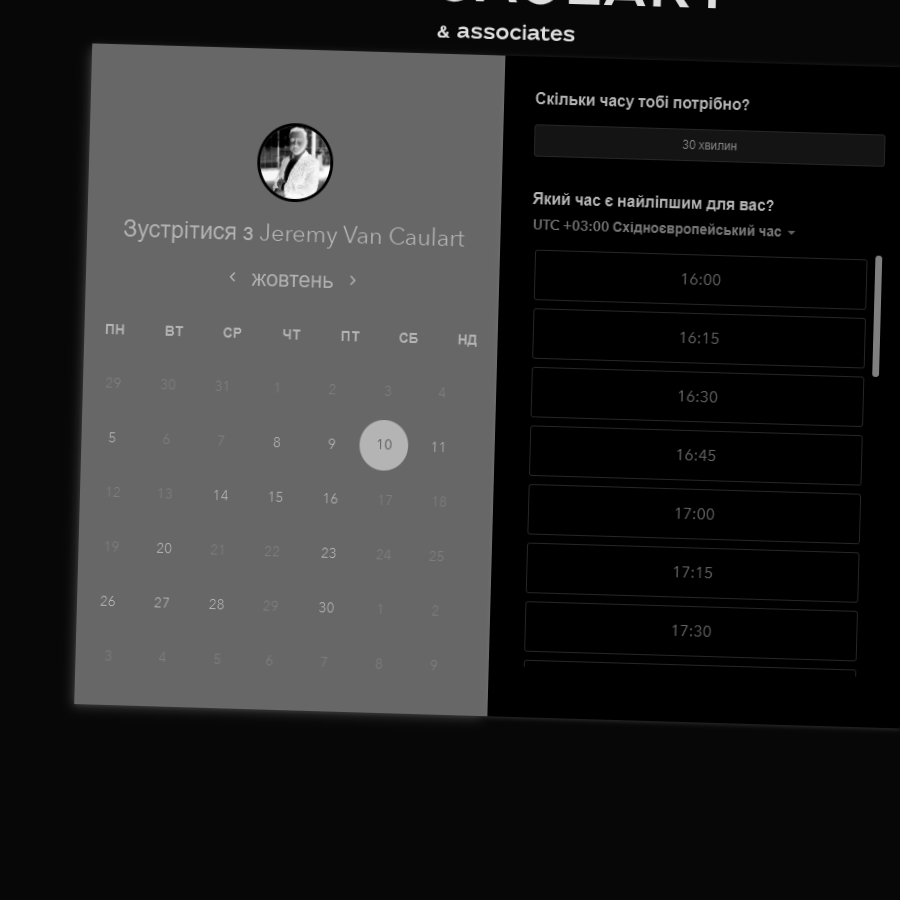 & associates
Зустрітися з Jeremy Van Caulart
жовтень
ПН ВТ СР ЧТ ПТ СБ НД
29 30 31 1 2 3 4
5 6 7 8 9 10 11
12 13 14 15 16 17 18
19 20 21 22 23 24 25
26 27 28 29 30 1 2
3 4 5 6 7 8 9
Скільки часу тобі потрібно?
30 хвилин
Який час є найліпшим для вас?
UTC +03:00 Східноєвропейський час
16:00
16:15
16:30
16:45
17:00
17:15
17:30